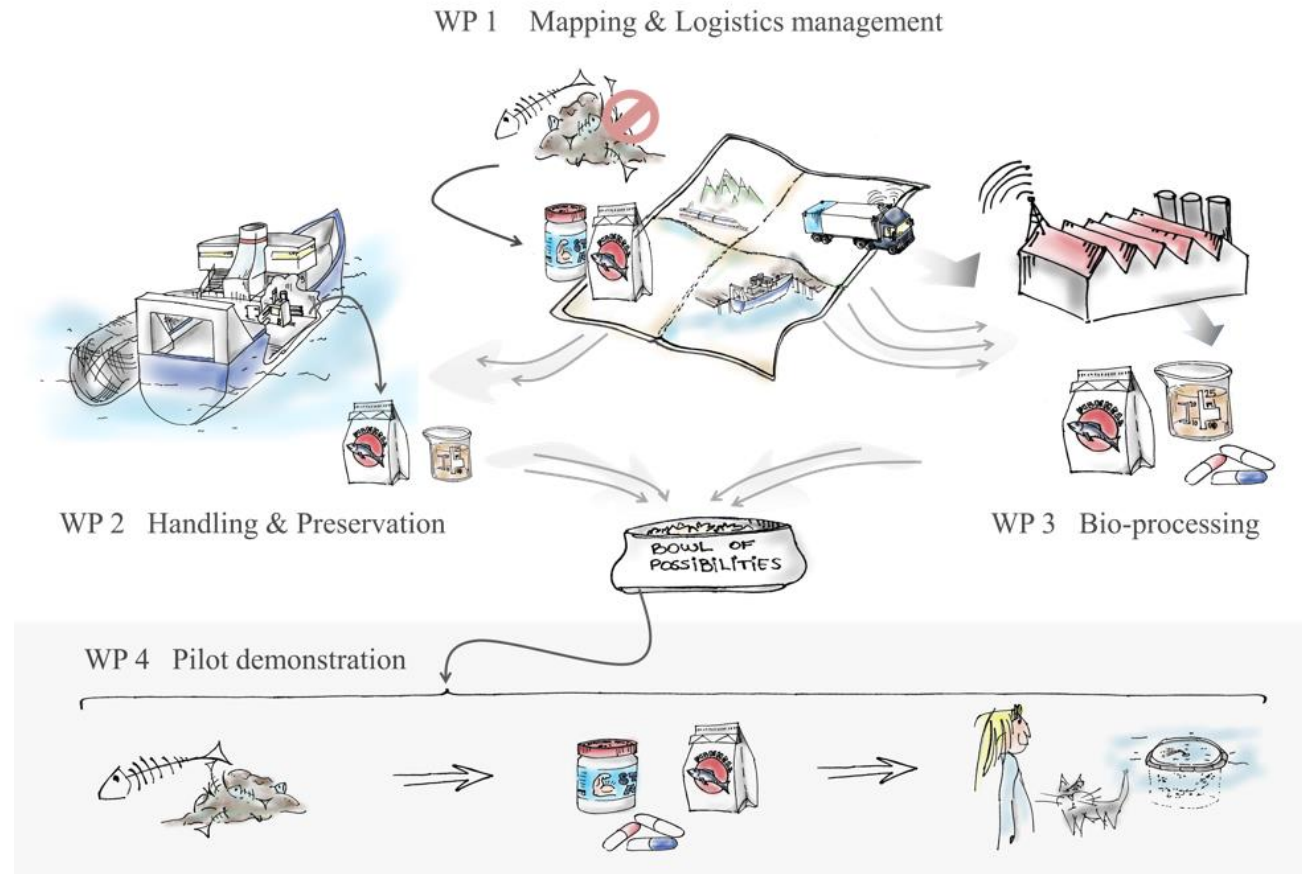 WP 1 Mapping & Logistics management
WP 2 Handling & Preservation
WP 3 Bio-processing
BOWL OF
POSSIBILITIES
WP 4 Pilot demonstration